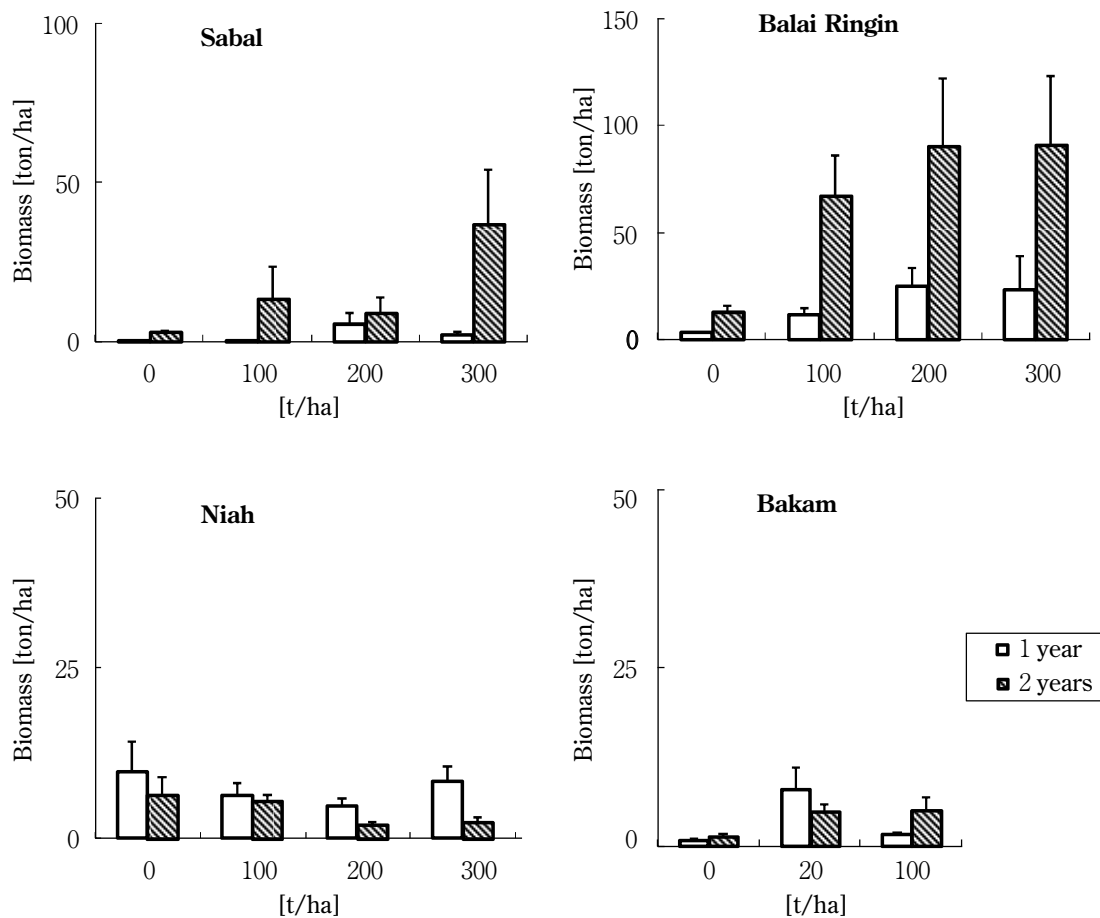 Sabal
Biomass [ton/ha]
100
50
0
0 100 200 300
[t/ha]
Balai Ringin
Biomass [ton/ha]
150
100
50
0
0 100 200 300
[t/ha]
Niah
Biomass [ton/ha]
50
25
0
0 100 200 300
[t/ha]
Bakam
Biomass [ton/ha]
50
25
0
0 20 100
[t/ha]
1 year
2 years